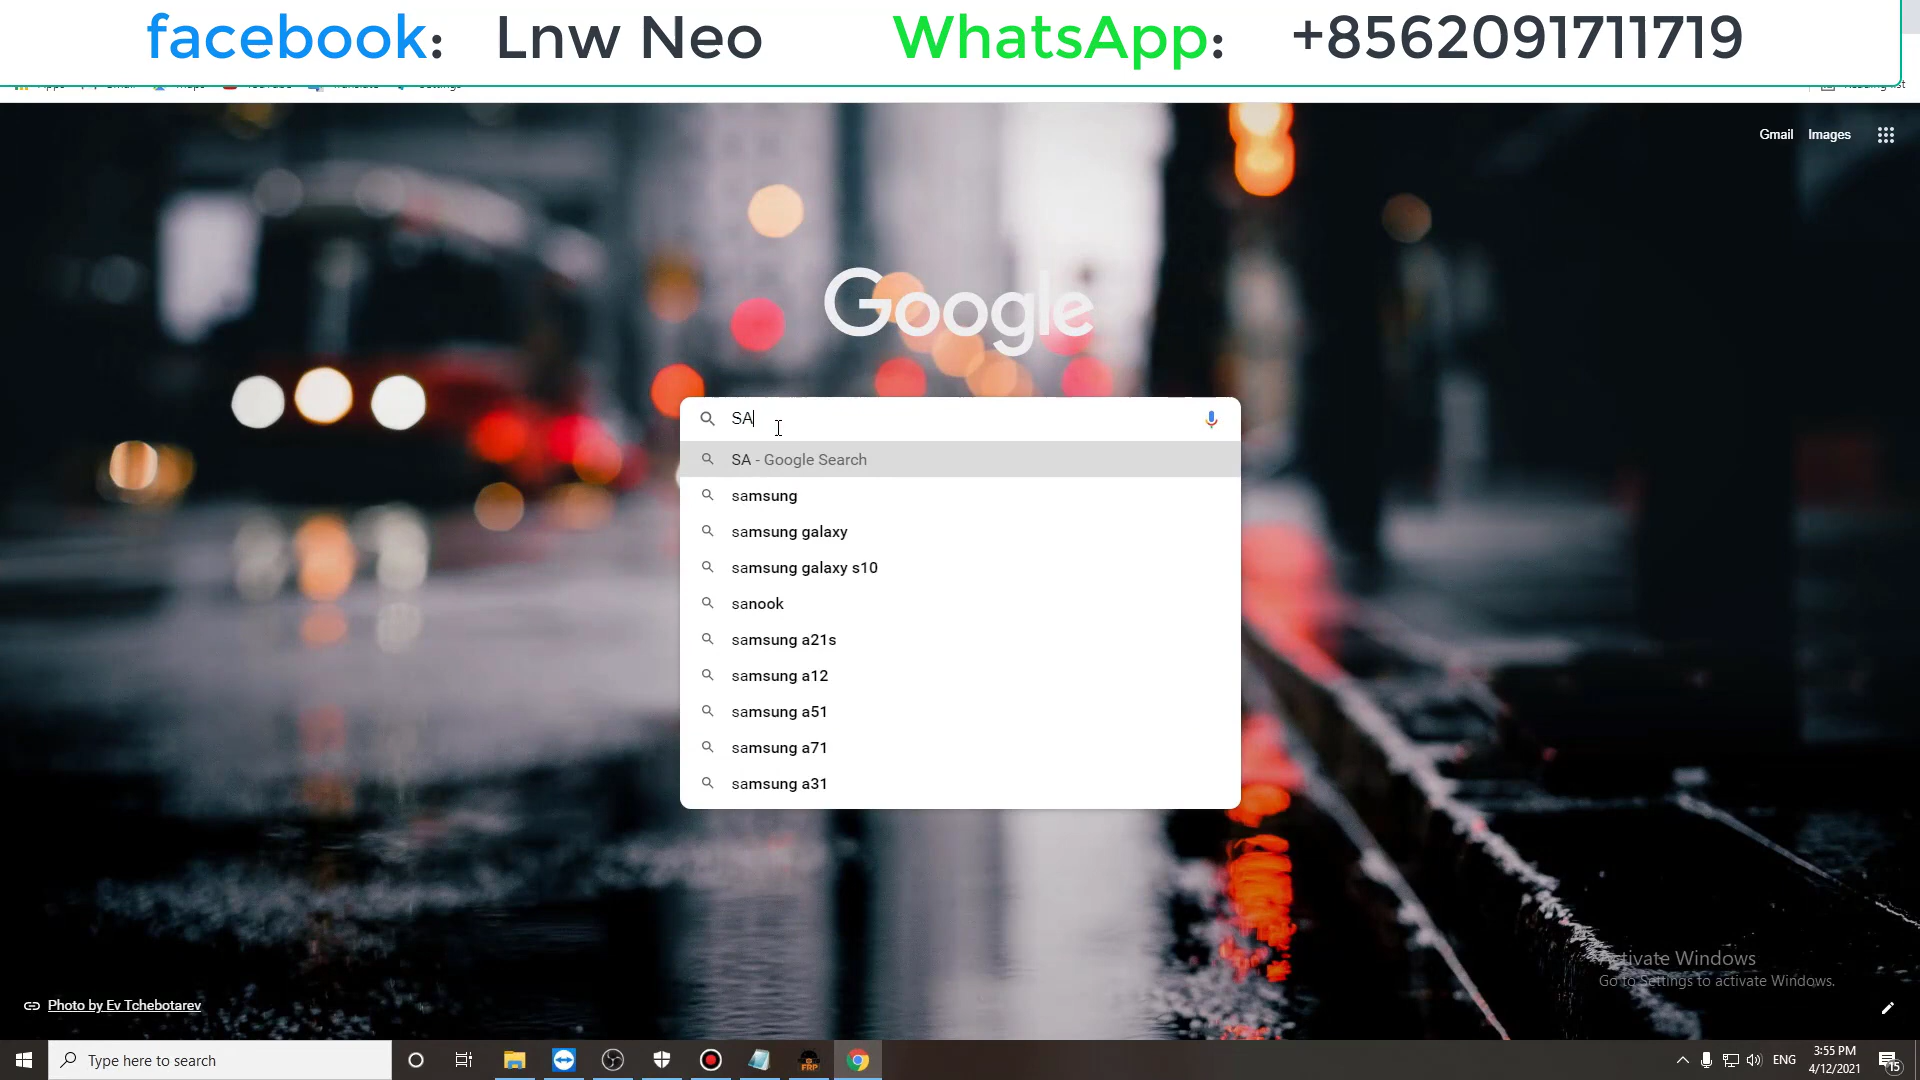 facebook: Lnw Neo WhatsApp: +8562091711719
Gmail Images
Google
SA
SA - Google Search
samsung
samsung galaxy
samsung galaxy s10
sanook
samsung a21s
samsung a12
samsung a51
samsung a71
samsung a31
Activate Windows
Go to Settings to activate Windows.
Photo by Ev Tchebotarev
Type here to search
FRP
ENG
3:55 PM
4/12/2021
15